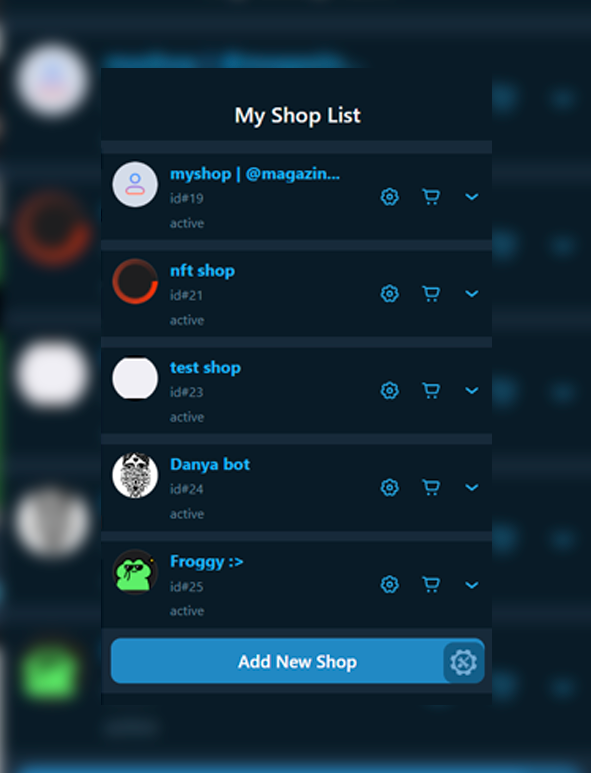 My Shop List
myshop | @magazin...
id#19
active
nft shop
id#21
active
test shop
id#23
active
Danya bot
id#24
active
Froggy :>
id#25
active
Add New Shop